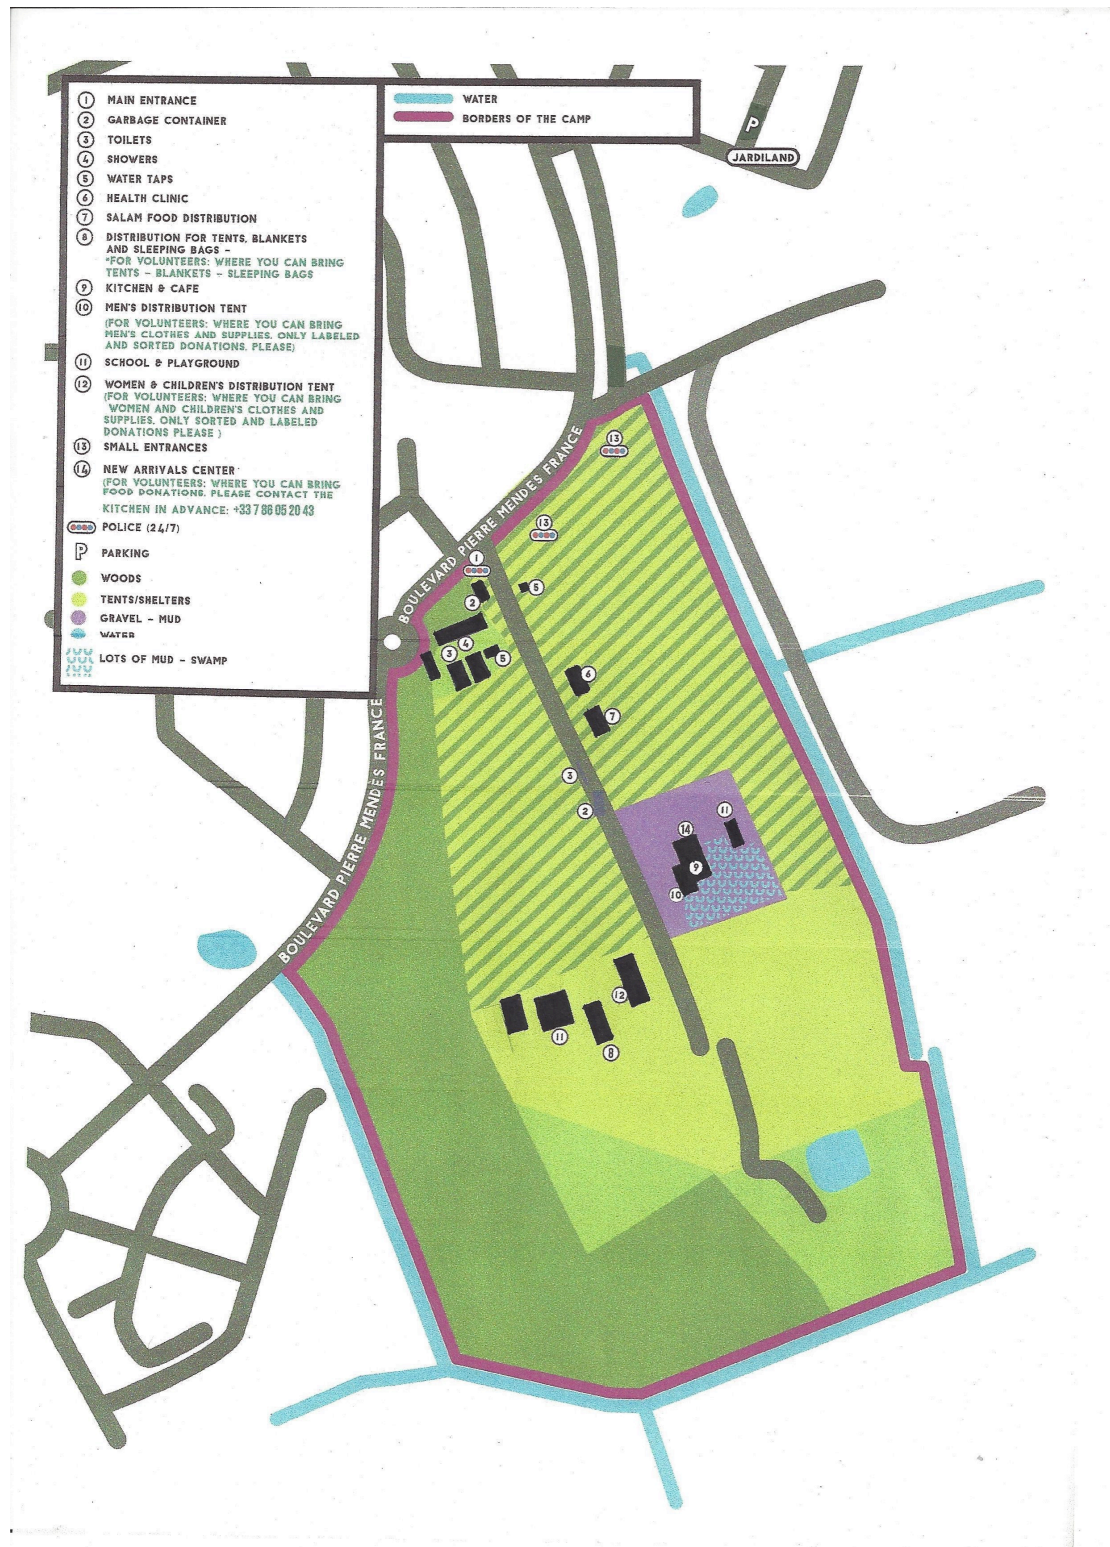 1 MAIN ENTRANCE
2 GARBAGE CONTAINER
3 TOILETS
4 SHOWERS
5 WATER TAPS
6 HEALTH CLINIC
7 SALAM FOOD DISTRIBUTION
8 DISTRIBUTION FOR TENTS, BLANKETS
AND SLEEPING BAGS -
*FOR VOLUNTEERS: WHERE YOU CAN BRING
TENTS - BLANKETS - SLEEPING BAGS
9 KITCHEN & CAFE
10 MEN'S DISTRIBUTION TENT
(FOR VOLUNTEERS: WHERE YOU CAN BRING
MEN'S CLOTHES AND SUPPLIES. ONLY LABELED
AND SORTED DONATIONS, PLEASE)
11 SCHOOL & PLAYGROUND
12 WOMEN & CHILDREN'S DISTRIBUTION TENT
(FOR VOLUNTEERS: WHERE YOU CAN BRING
WOMEN AND CHILDREN'S CLOTHES AND
SUPPLIES. ONLY SORTED AND LABELED
DONATIONS PLEASE )
13 SMALL ENTRANCES
14 NEW ARRIVALS CENTER
(FOR VOLUNTEERS: WHERE YOU CAN BRING
FOOD DONATIONS. PLEASE CONTACT THE
KITCHEN IN ADVANCE: +33 7 86 05 20 43
POLICE (24/7)
P PARKING
WOODS
TENTS/SHELTERS
GRAVEL - MUD
WATER
LOTS OF MUD - SWAMP
WATER
BORDERS OF THE CAMP
P
JARDILAND
BOULEVARD PIERRE MENDES FRANCE
13
13
1
2
5
4
3
5
6
7
3
2
11
14
9
10
12
11
8
BOULEVARD PIERRE MENDES FRANCE